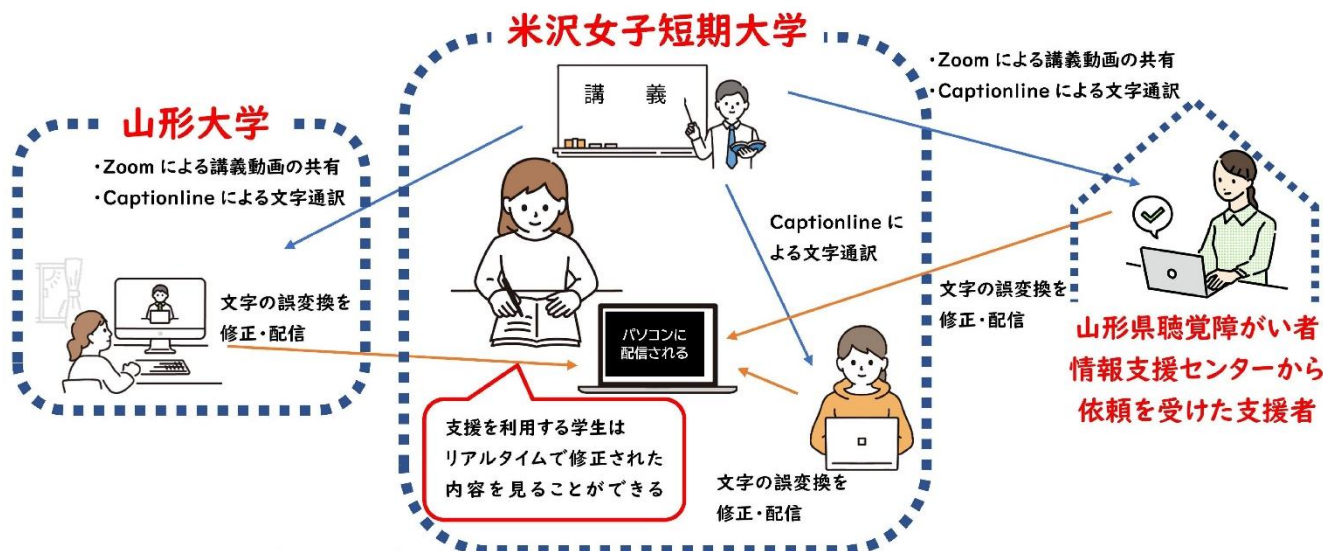 米沢女子短期大学
講 義
山形大学
・Zoom による講義動画の共有
・Captionline による文字通訳
文字の誤変換を
修正・配信
Captionline に
よる文字通訳
パソコンに
配信される
支援を利用する学生は
リアルタイムで修正された
内容を見ることができる
文字の誤変換を
修正・配信
・Zoom による講義動画の共有
・Captionline による文字通訳
文字の誤変換を
修正・配信
山形県聴覚障がい者
情報支援センターから
依頼を受けた支援者